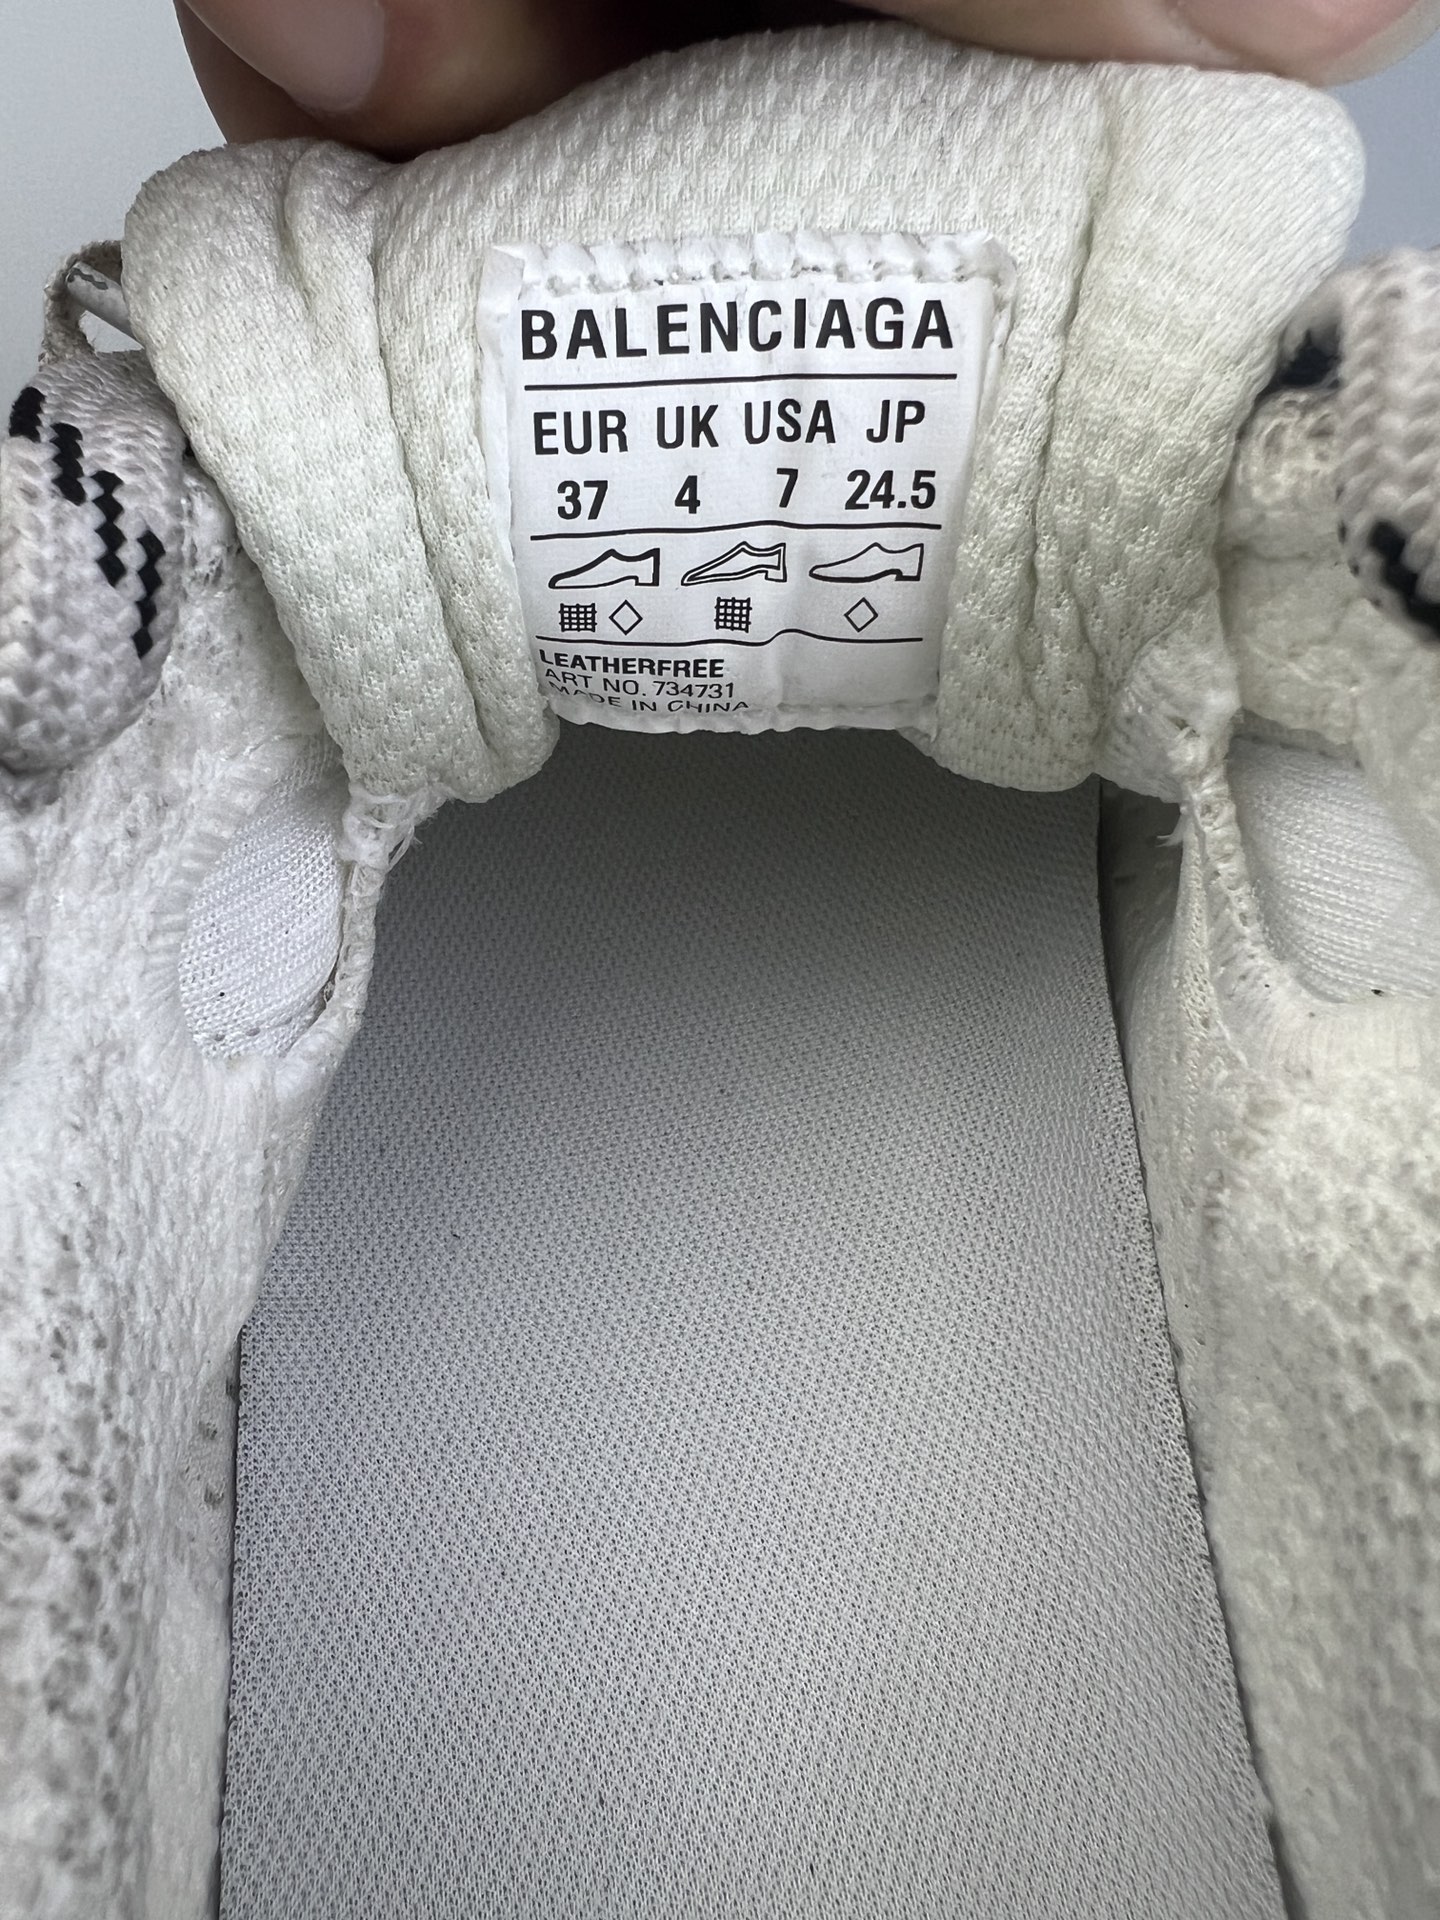 BALENCIAGA
EUR UK USA JP
37 4 7 24.5
LEATHERFREE
ART NO. 734731
MADE IN CHINA